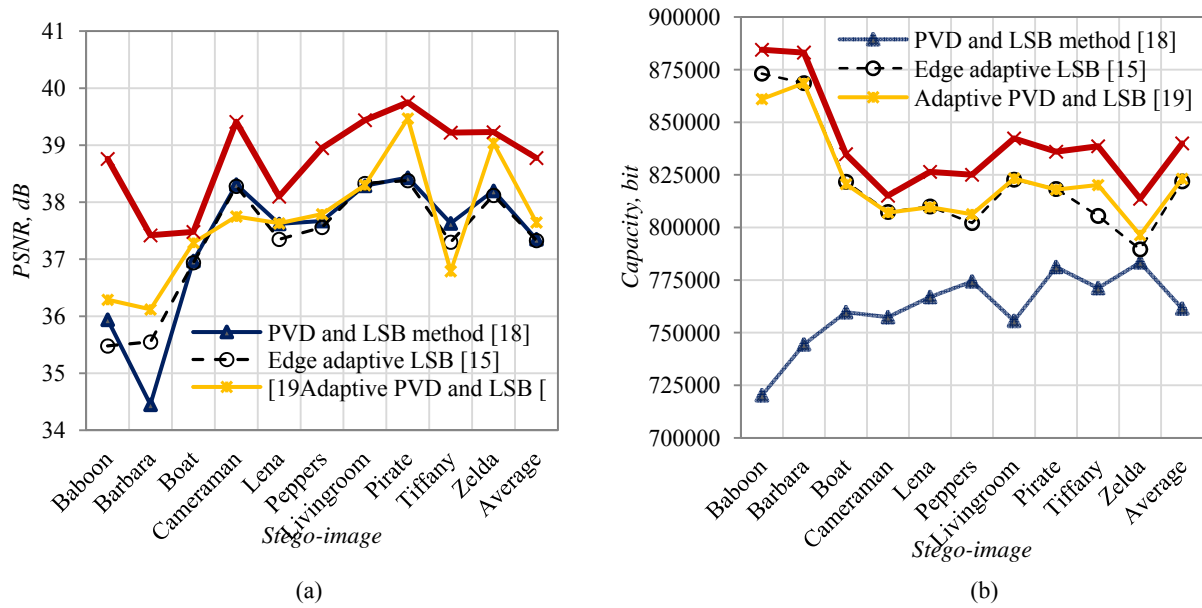 (a)
PSNR, dB
41
40
39
38
37
36
35
34
PVD and LSB method [18]
Edge adaptive LSB [15]
[19Adaptive PVD and LSB [
Baboon
Barbara
Boat
Cameraman
Lena
Peppers
Livingroom
Pirate
Tiffany
Zelda
Average
Stego-image
(a)
(b)
Capacity, bit
900000
875000
850000
825000
800000
775000
750000
725000
700000
PVD and LSB method [18]
Edge adaptive LSB [15]
Adaptive PVD and LSB [19]
Baboon
Barbara
Boat
Cameraman
Lena
Peppers
Livingroom
Pirate
Tiffany
Zelda
Average
Stego-image
(b)